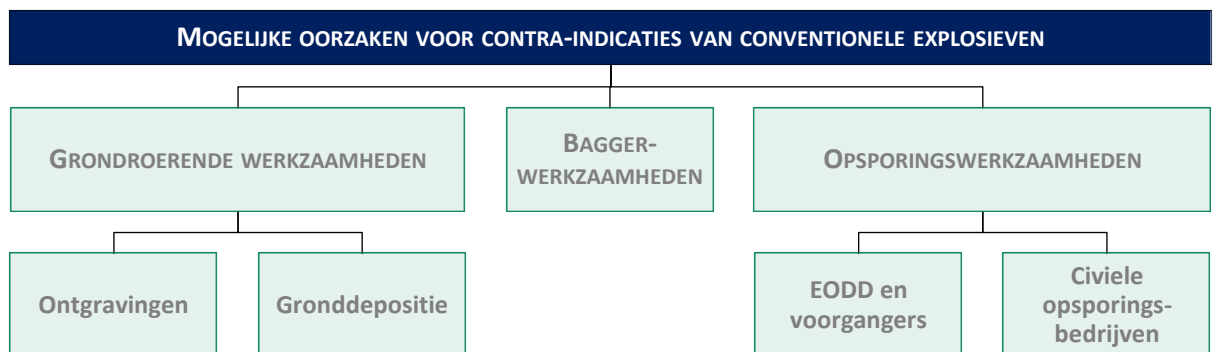 MOGELIJKE OORZAKEN VOOR CONTRA-INDICATIES VAN CONVENTIONELE EXPLOSIEVEN
GRONDROERENDE WERKZAAMHEDEN
BAGGER-
WERKZAAMHEDEN
OPSPORINGSWERKZAAMHEDEN
Ontgravingen
Gronddepositie
EODD en
voorgangers
Civiele
opsporings-
bedrijven